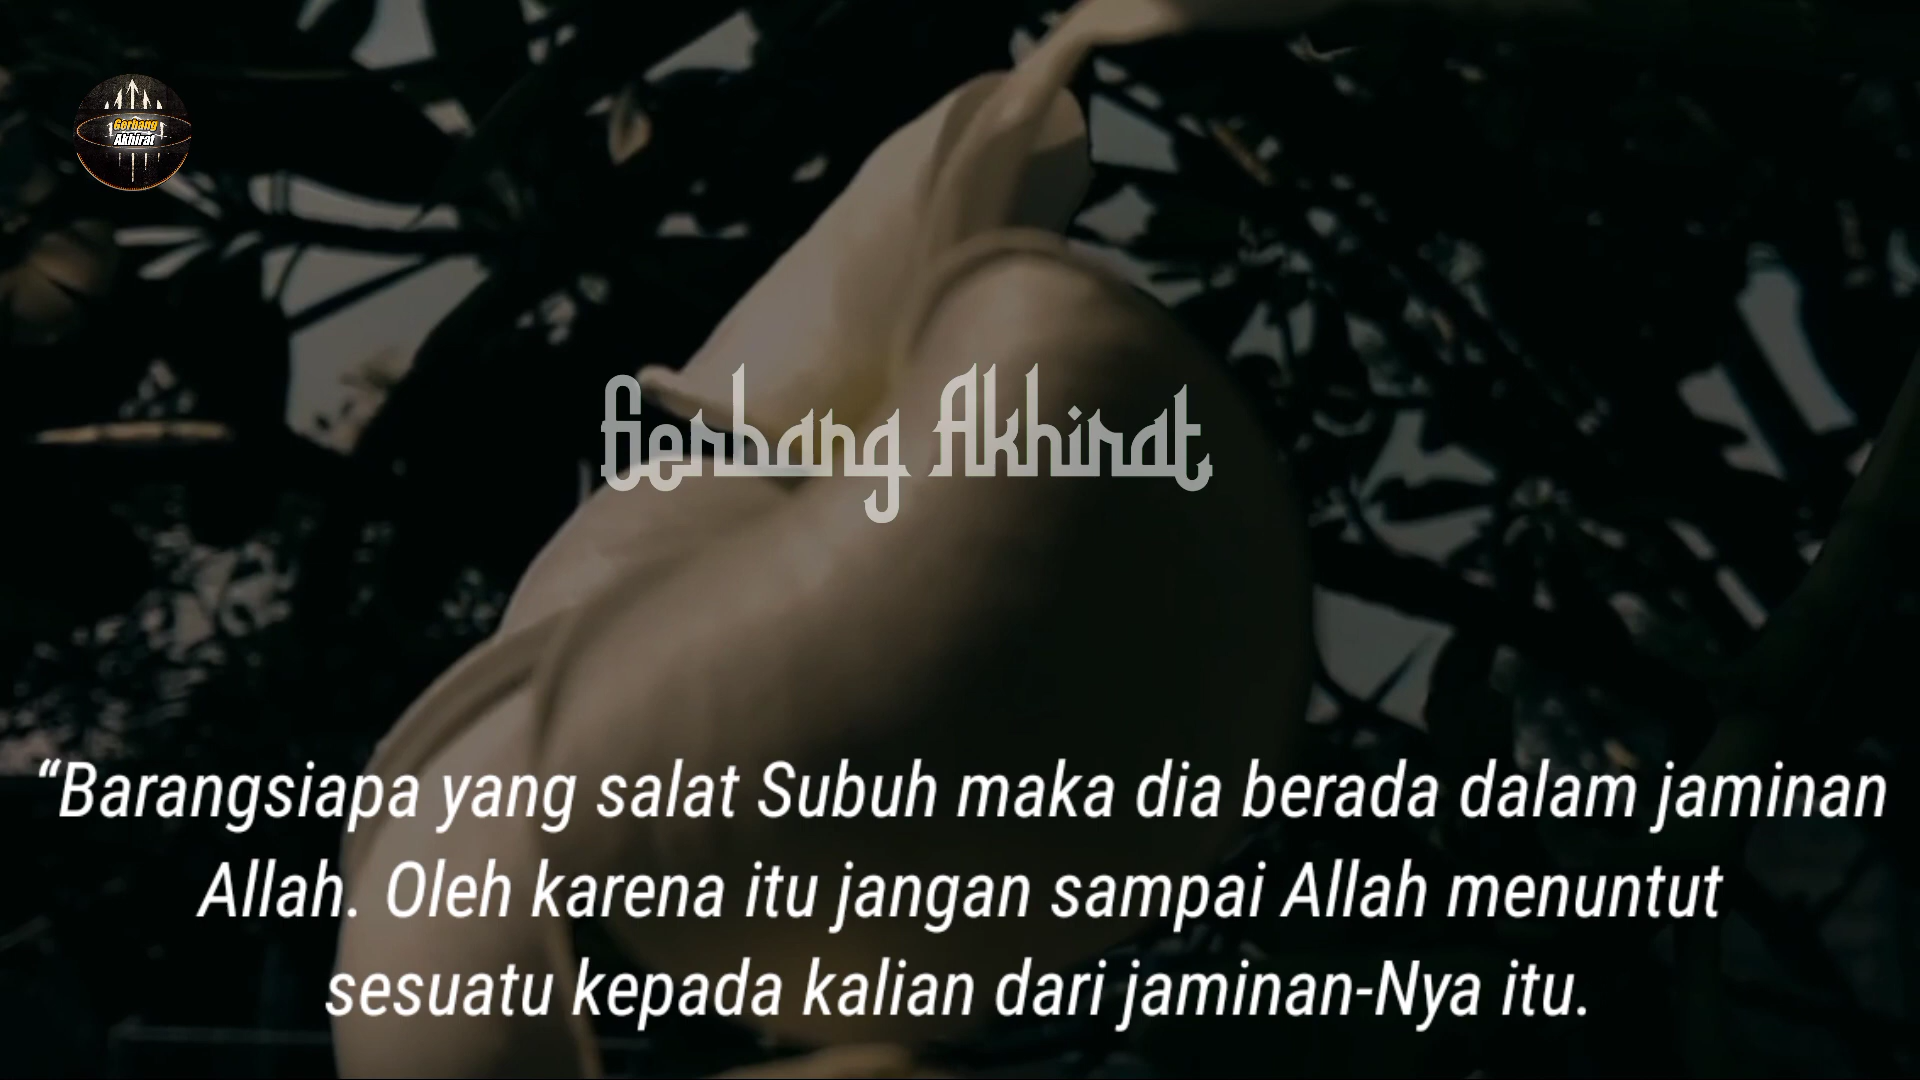 Gerbang
Akhirat
Gerbang Akhirat
“Barangsiapa yang salat Subuh maka dia berada dalam jaminan
Allah. Oleh karena itu jangan sampai Allah menuntut
sesuatu kepada kalian dari jaminan-Nya itu.